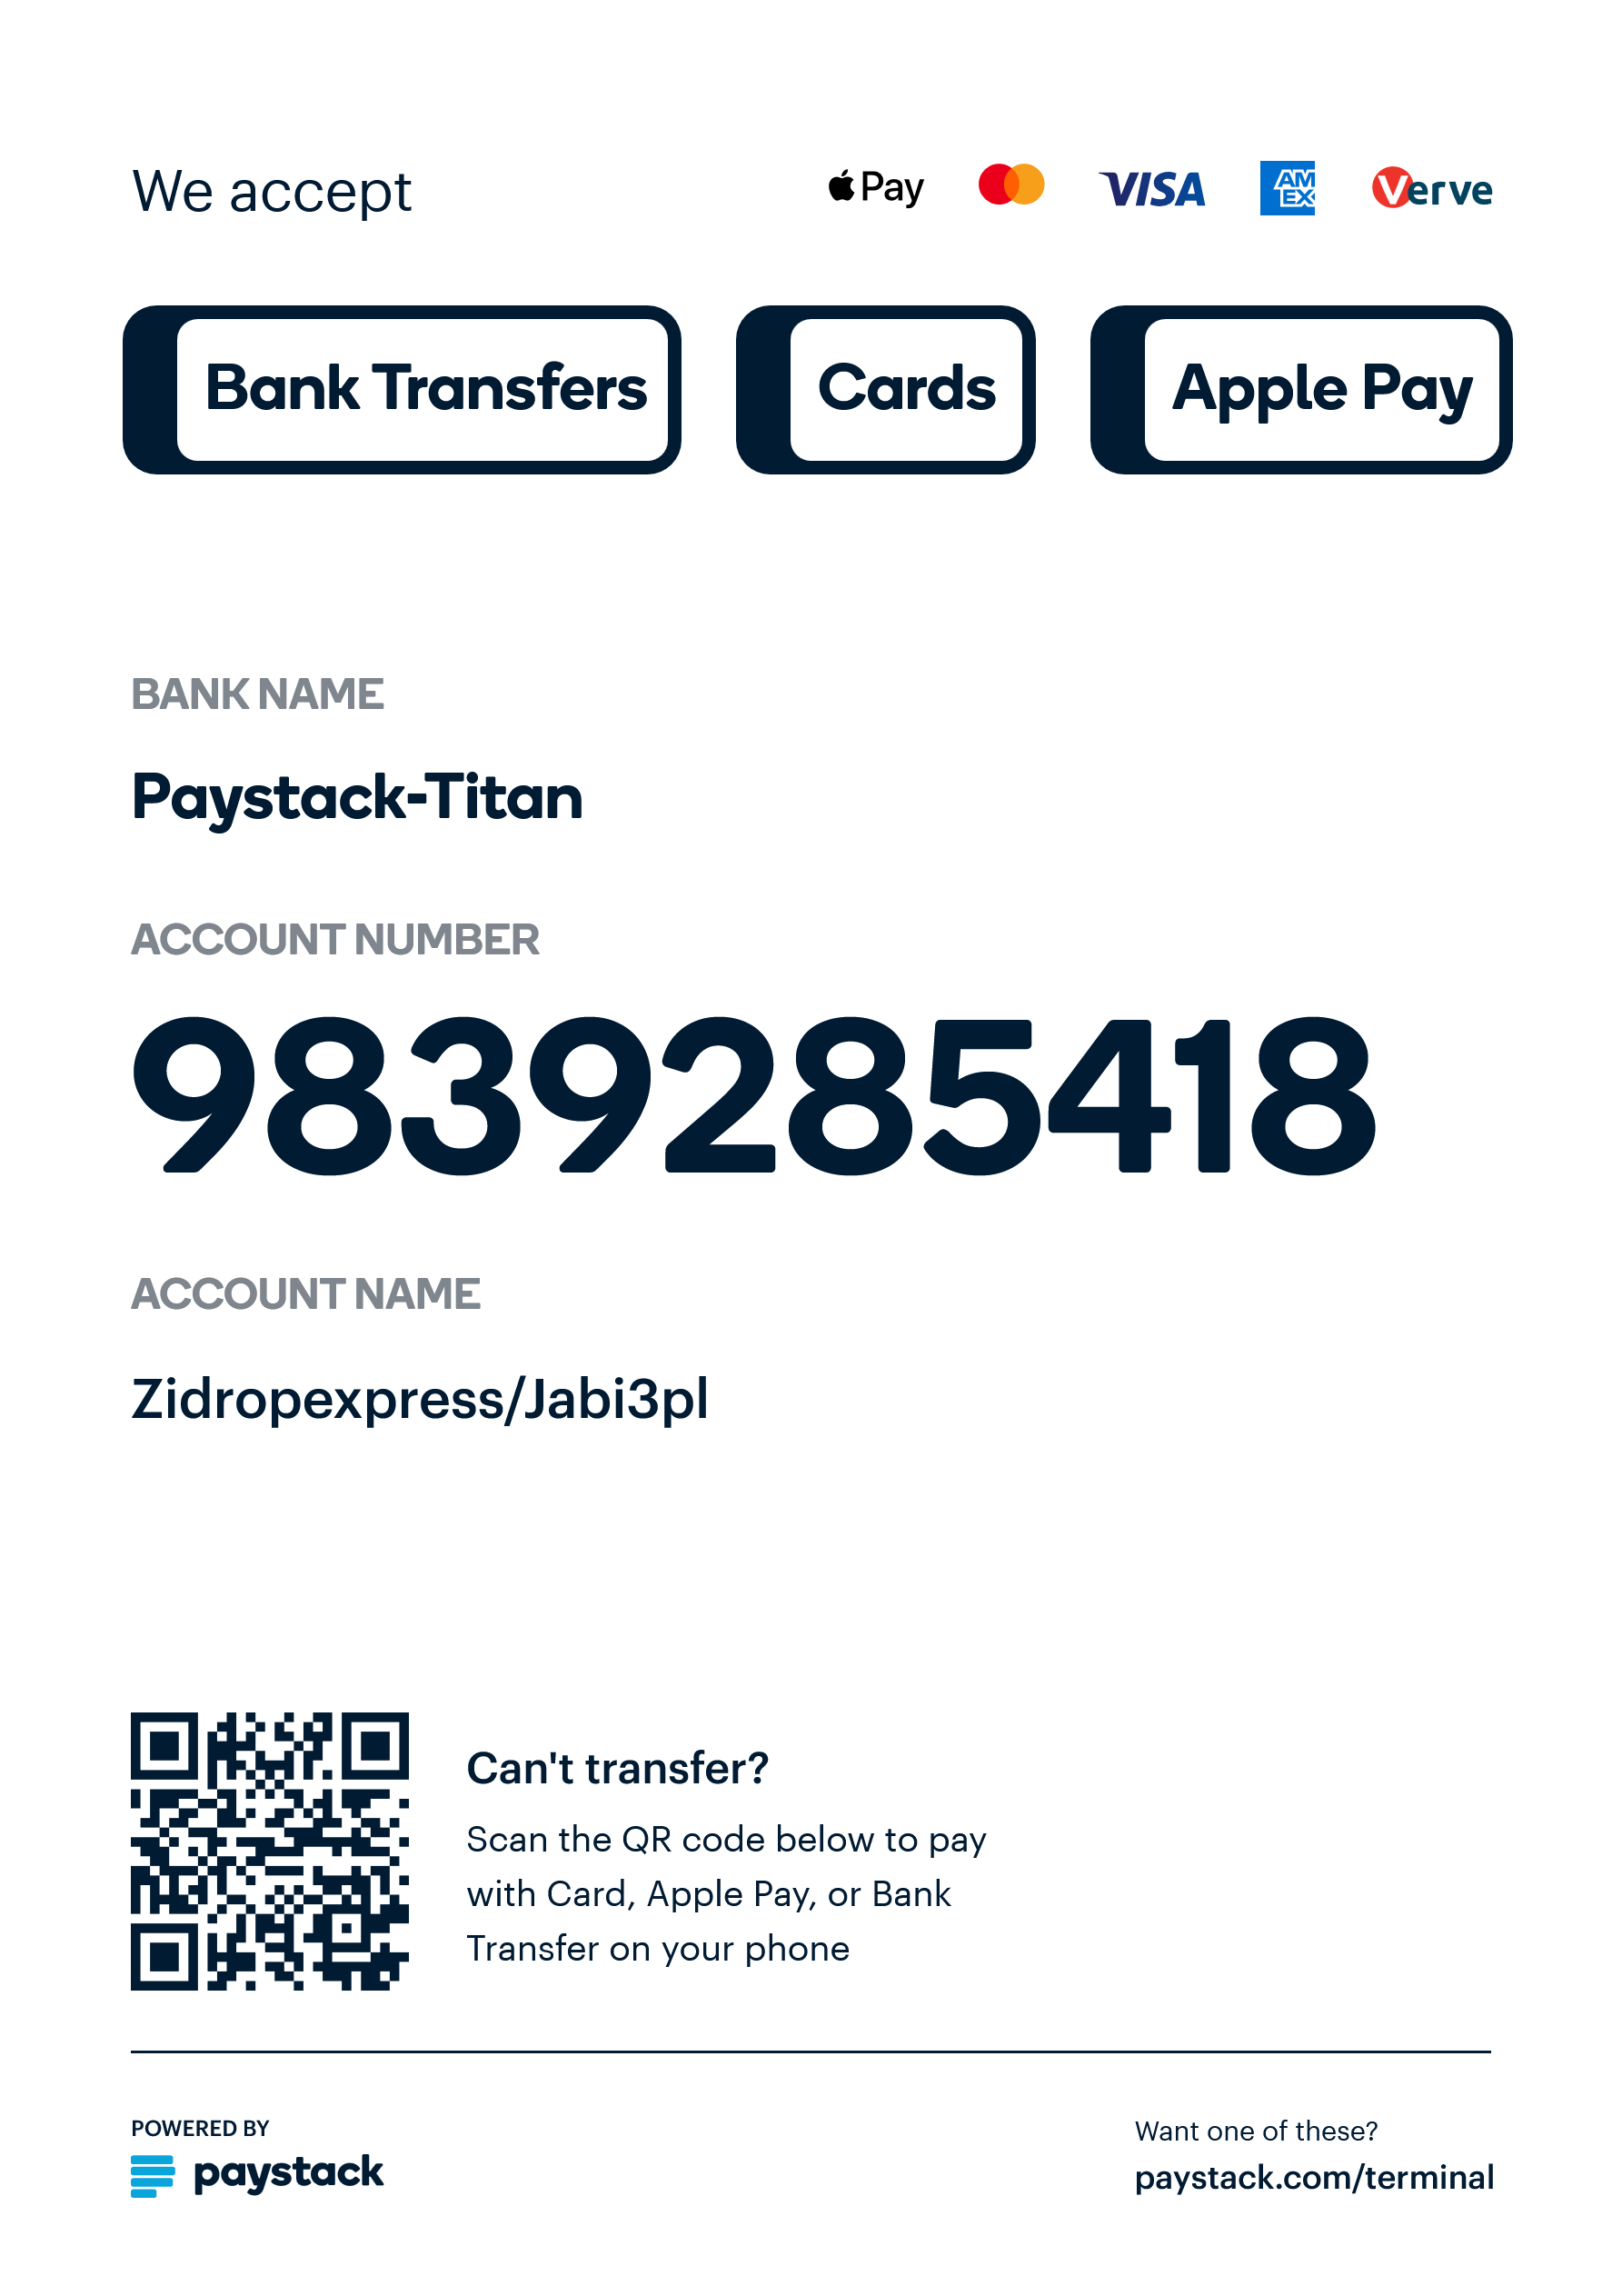 We accept
Pay VISA AMEX Verve
Bank Transfers Cards Apple Pay
BANK NAME
Paystack-Titan
ACCOUNT NUMBER
9839285418
ACCOUNT NAME
Zidropexpress/Jabi3pl
Can't transfer?
Scan the QR code below to pay
with Card, Apple Pay, or Bank
Transfer on your phone
POWERED BY
paystack
Want one of these?
paystack.com/terminal